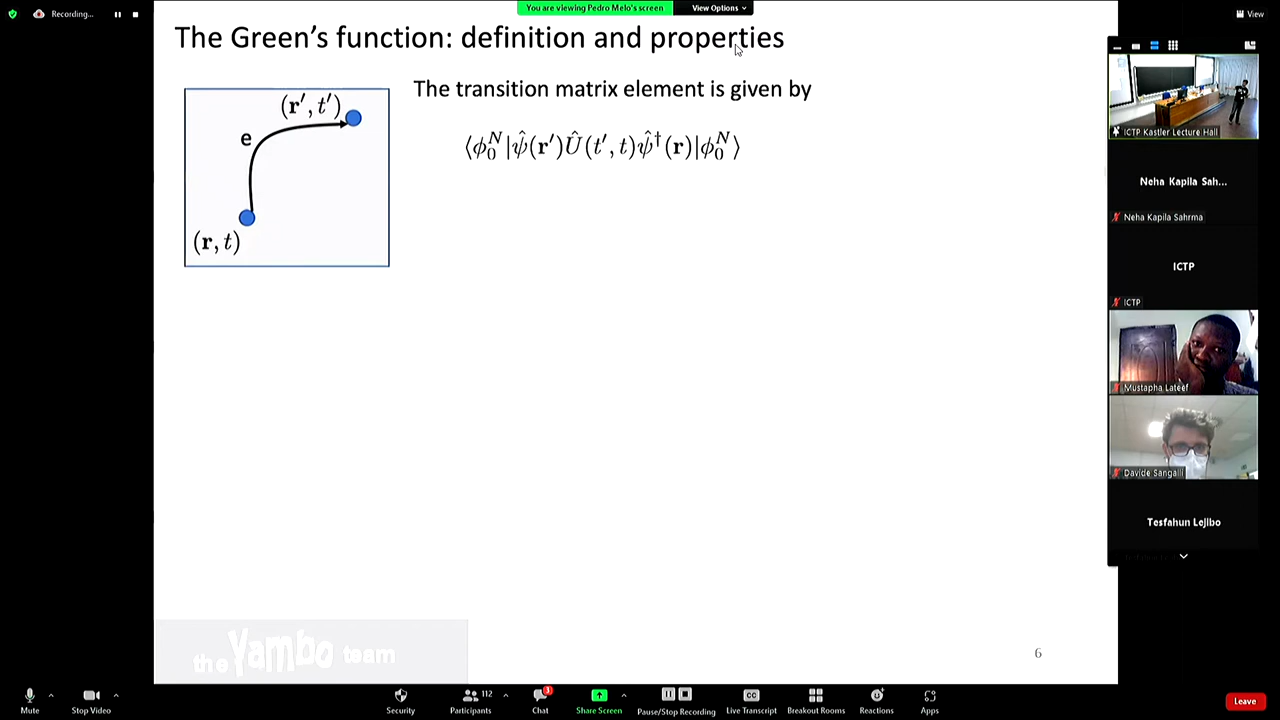 Recording...
You are viewing Pedro Melo's screen
View Options
View
The Green's function: definition and properties
The transition matrix element is given by
(r′, t′)
e
(r, t)
⟨ϕ₀ᴺ|ψ̂(r′)Û(t′, t)ψ̂†(r)|ϕ₀ᴺ⟩
ICTP Kastler Lecture Hall
Neha Kapila Sah...
Neha Kapila Sahrma
ICTP
ICTP
Mustapha Lateef
Davide Sangalli
Tesfahun Lejibo
the Yambo team
6
Mute
Stop Video
Security
112
Participants
3
Chat
Share Screen
Pause/Stop Recording
CC
Live Transcript
Breakout Rooms
Reactions
Apps
Leave